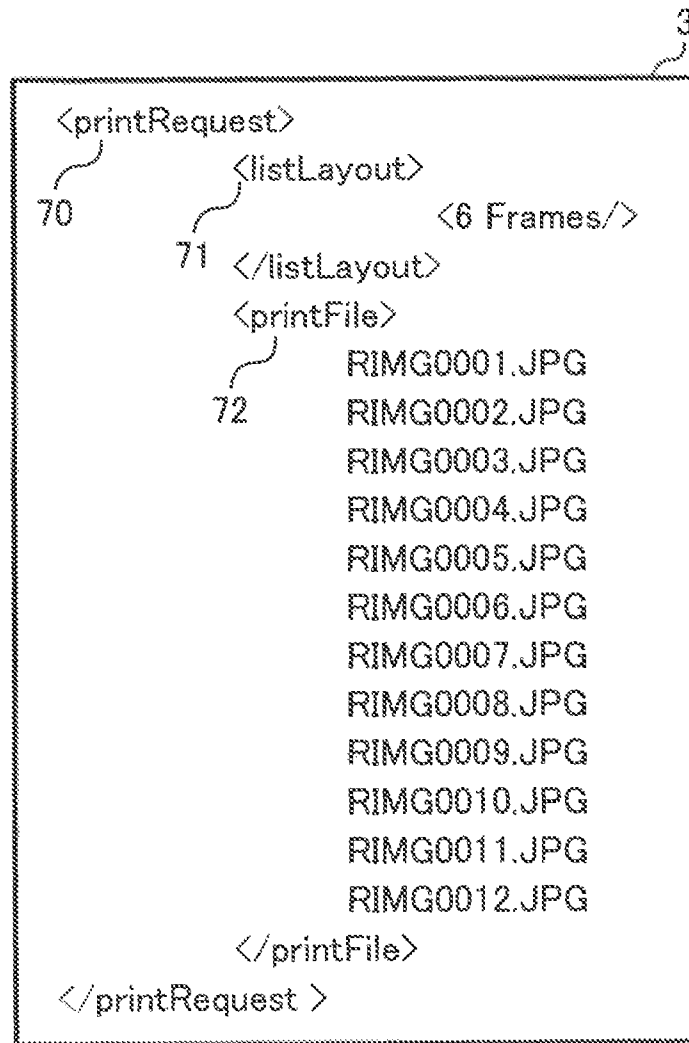 3
<printRequest>
70
<listLayout>
71
<6 Frames/>
</listLayout>
<printFile>
72
RIMG0001.JPG
RIMG0002.JPG
RIMG0003.JPG
RIMG0004.JPG
RIMG0005.JPG
RIMG0006.JPG
RIMG0007.JPG
RIMG0008.JPG
RIMG0009.JPG
RIMG0010.JPG
RIMG0011.JPG
RIMG0012.JPG
</printFile>
</printRequest >